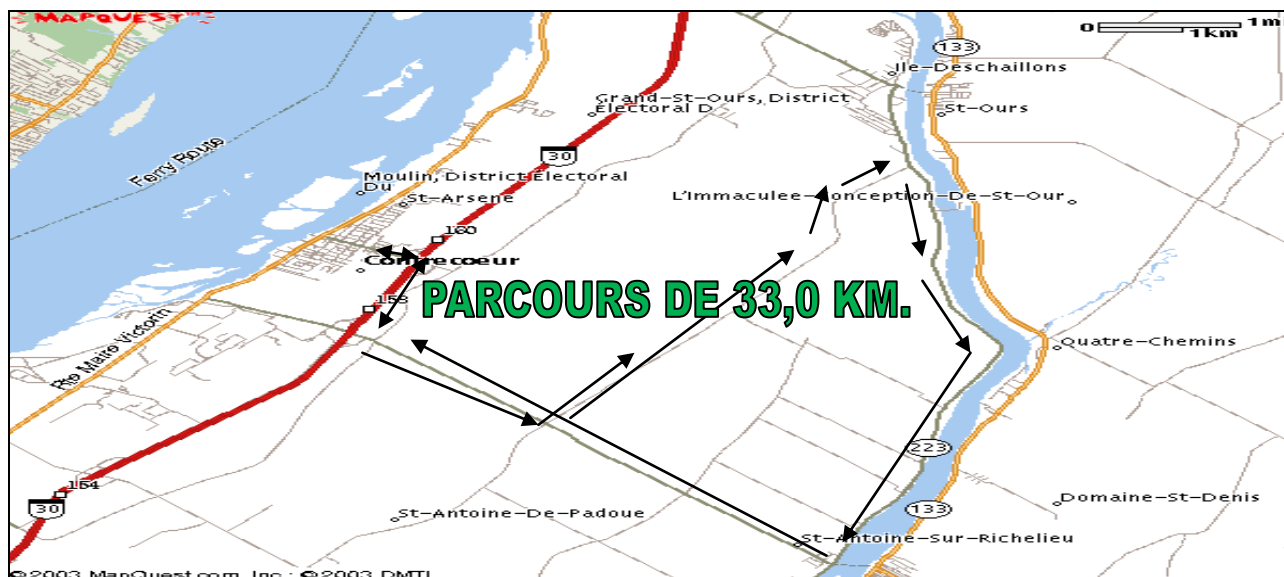 MAPQUEST
0 1m
1km
133
Ile-Deschaillons
Grand-St-Ours, District
Electoral D
St-Ours
Ferry Route
30
Moulin, District Electoral
Du
St-Arsene
L'Immaculee-Conception-De-St-Our
160
Contrecoeur
158
PARCOURS DE 33,0 KM.
Rte Marie Victorin
Quatre-Chemins
223
154
30
St-Antoine-De-Padoue
133
Domaine-St-Denis
St-Antoine-Sur-Richelieu
©2003 MapQuest.com, Inc.; ©2003 DMTI